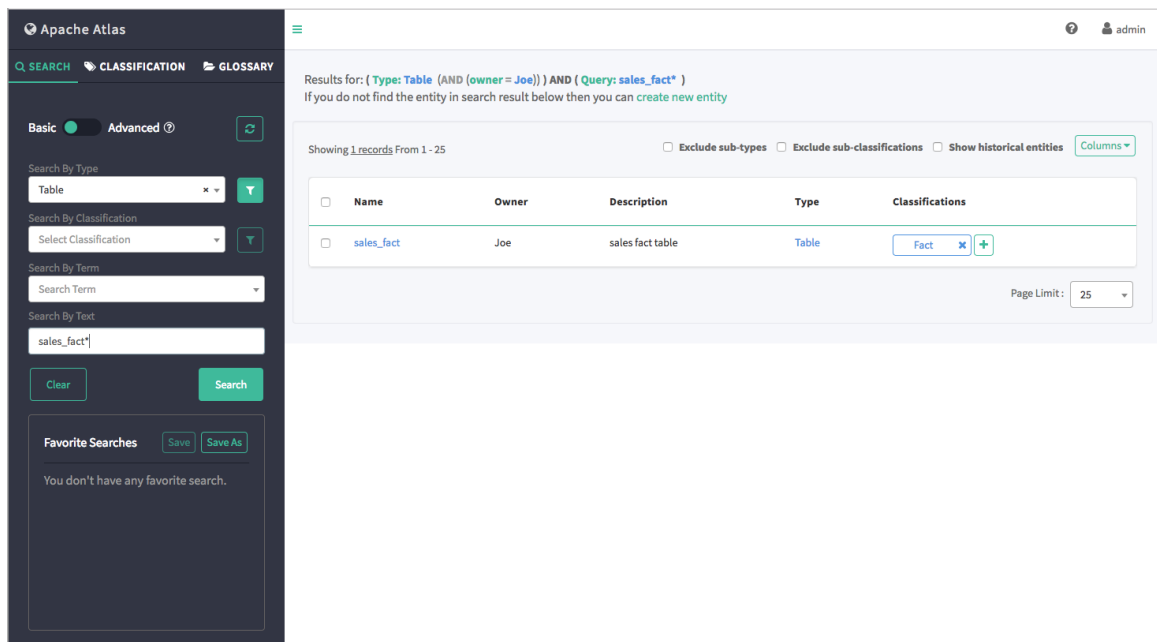 Apache Atlas
admin
SEARCH CLASSIFICATION GLOSSARY
Results for: ( Type: Table (AND (owner = Joe)) ) AND ( Query: sales_fact* )
If you do not find the entity in search result below then you can create new entity
Basic Advanced
Showing 1 records From 1 - 25
Exclude sub-types Exclude sub-classifications Show historical entities Columns
Search By Type
Table
Search By Classification
Select Classification
Search By Term
Search Term
Search By Text
sales_fact*
Clear Search
Favorite Searches Save Save As
You don't have any favorite search.
Name Owner Description Type Classifications
sales_fact Joe sales fact table Table Fact
Page Limit : 25